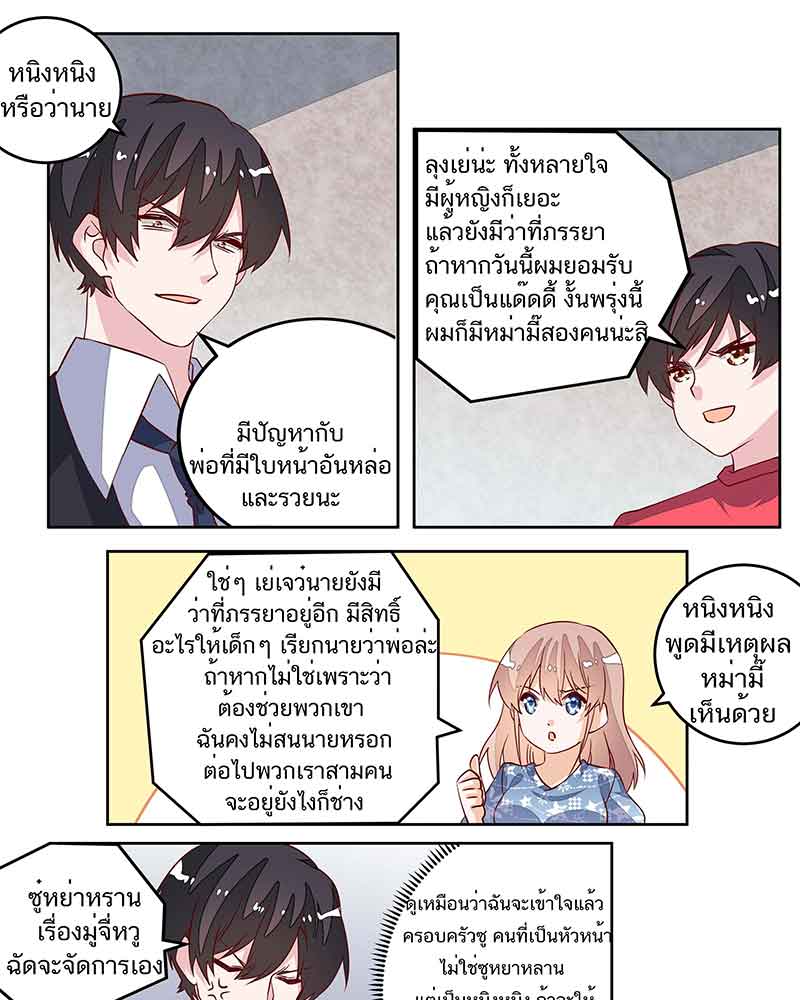 หนิงหนิง
หรือว่านาย
มีปัญหากับ
พ่อที่มีใบหน้าอันหล่อ
และรวยนะ
ลุงเย่น่ะ ทั้งหลายใจ
มีผู้หญิงก็เยอะ
แล้วยังมีว่าที่ภรรยา
ถ้าหากวันนี้ผมยอมรับ
คุณเป็นแด๊ดดี้ งั้นพรุ่งนี้
ผมก็มีหม่ามี๊สองคนน่ะสิ
หนิงหนิง
พูดมีเหตุผล
หม่ามี๊
เห็นด้วย
ใช่ๆ เย่เจว๋นายยังมี
ว่าที่ภรรยาอยู่อีก มีสิทธิ์
อะไรให้เด็กๆ เรียกนายว่าพ่อล่ะ
ถ้าหากไม่ใช่เพราะว่า
ต้องช่วยพวกเขา
ฉันคงไม่สนนายหรอก
ต่อไปพวกเราสามคน
จะอยู่ยังไงก็ช่าง
ซู๋หย่าหราน
เรื่องมู่จี่หวู
ฉัดจะจัดการเอง
ดูเหมือนว่าฉันจะเข้าใจแล้ว
ครอบครัวซู คนที่เป็นหัวหน้า
ไม่ใช่ซูหยาหลาน